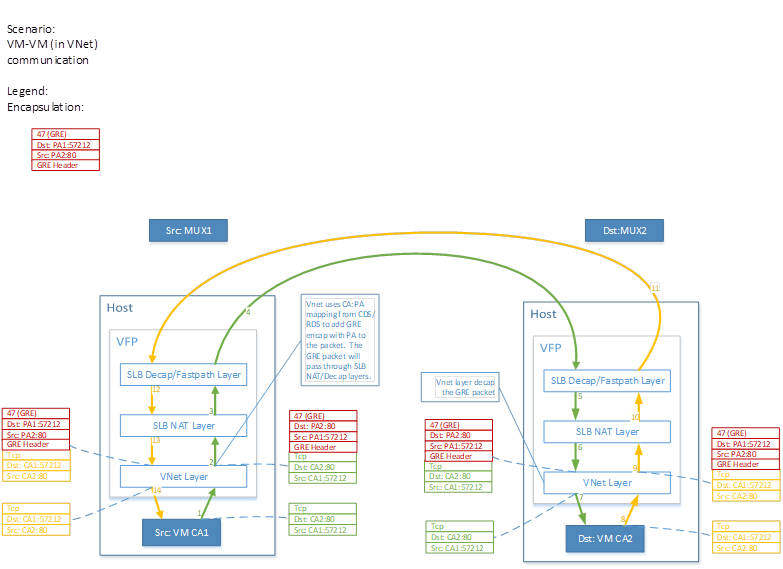 Scenario:
VM-VM (in VNet)
communication
Legend:
Encapsulation:
47 (GRE)
Dst: PA1:57212
Src: PA2:80
GRE Header
Src: MUX1
Dst:MUX2
11
4
Host
VFP
SLB Decap/Fastpath Layer
12
3
SLB NAT Layer
13
2
VNet Layer
14
1
Src: VM CA1
Vnet uses CA:PA
mapping from CDS/
RDS to add GRE
encap with PA to
the packet. The
GRE packet will
pass through SLB
NAT/Decap layers.
47 (GRE)
Dst: PA1:57212
Src: PA2:80
GRE Header
Tcp
Dst: CA1:57212
Src: CA2:80
Tcp
Dst: CA1:57212
Src: CA2:80
47 (GRE)
Dst: PA2:80
Src: PA1:57212
GRE Header
Tcp
Dst: CA2:80
Src: CA1:57212
Tcp
Dst: CA2:80
Src: CA1:57212
Host
VFP
SLB Decap/Fastpath Layer
5
10
SLB NAT Layer
6
9
VNet Layer
7
8
Dst: VM CA2
Vnet layer decap
the GRE packet
47 (GRE)
Dst: PA2:80
Src: PA1:57212
GRE Header
Tcp
Dst: CA2:80
Src: CA1:57212
Tcp
Dst: CA2:80
Src: CA1:57212
47 (GRE)
Dst: PA1:57212
Src: PA2:80
GRE Header
Tcp
Dst: CA1:57212
Src: CA2:80
Tcp
Dst: CA1:57212
Src: CA2:80